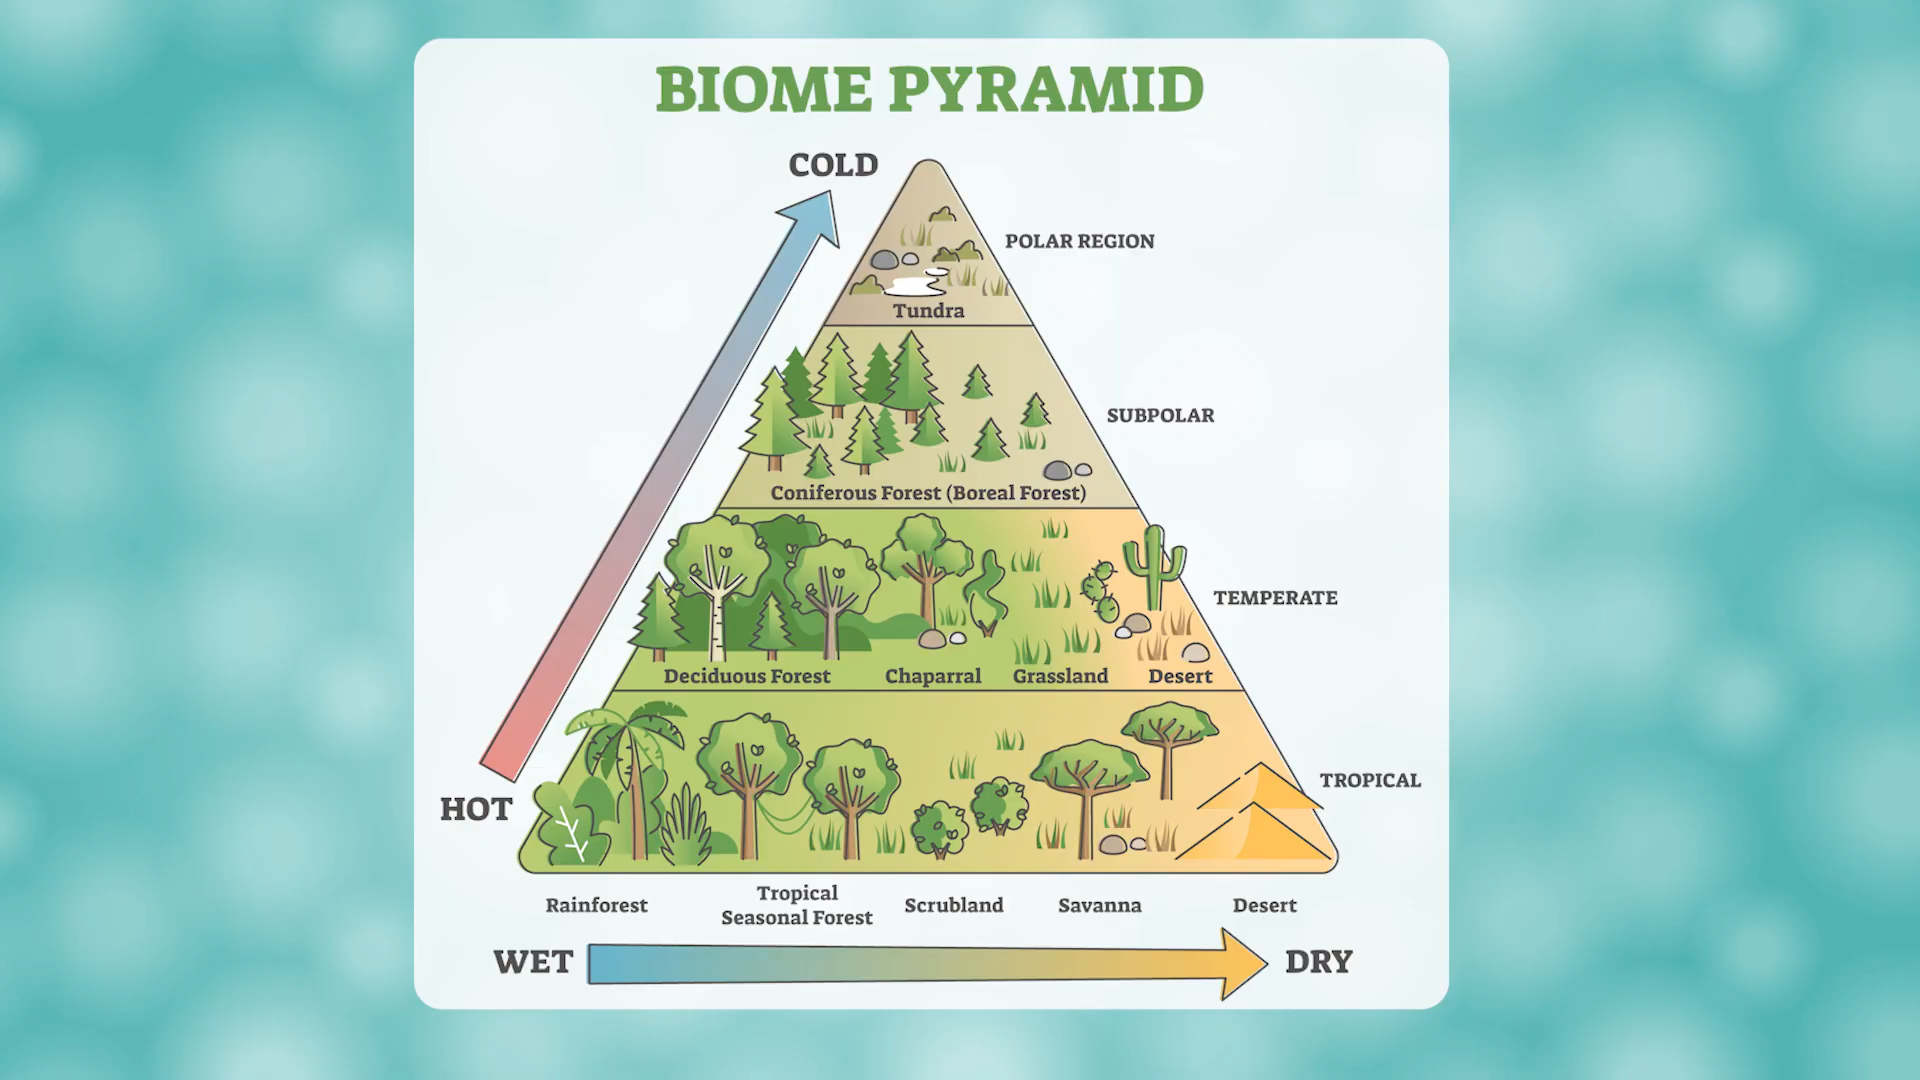 BIOME PYRAMID
COLD
POLAR REGION
Tundra
SUBPOLAR
Coniferous Forest (Boreal Forest)
TEMPERATE
Deciduous Forest
Chaparral
Grassland
Desert
TROPICAL
HOT
Rainforest
Tropical
Seasonal Forest
Scrubland
Savanna
Desert
WET
DRY